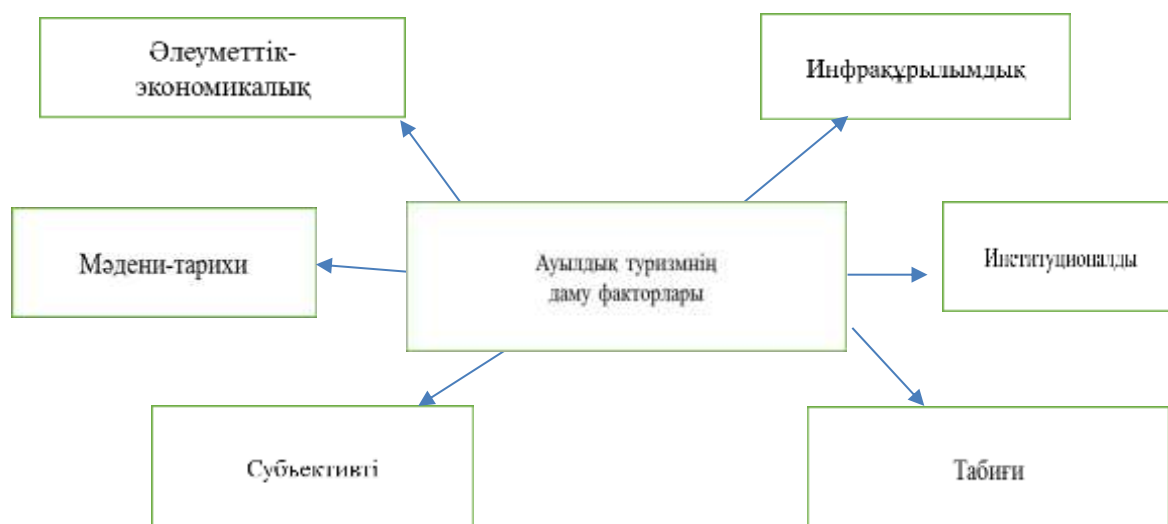 Әлеуметтік-
экономикалық
Инфрақұрылымдық
Мәдени-тарихи
Ауылдық туризмнің
даму факторлары
Институционалды
Субъективті
Табиғи